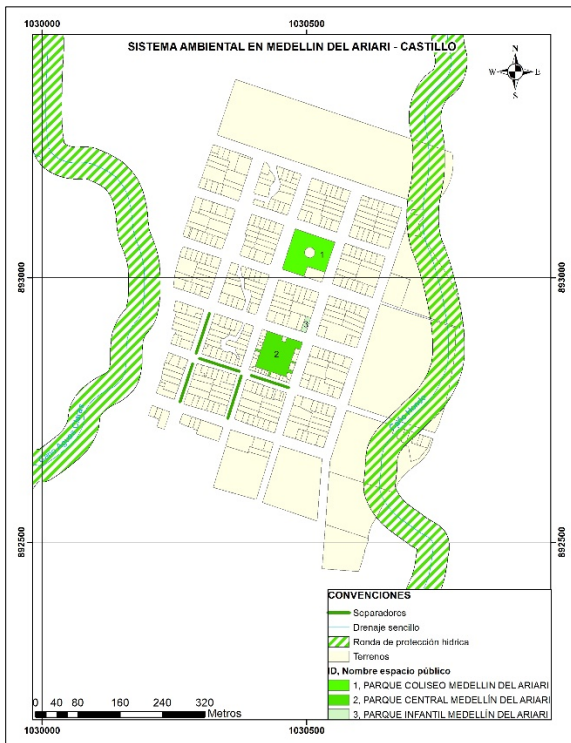 1030000
1030500
SISTEMA AMBIENTAL EN MEDELLIN DEL ARIARI - CASTILLO
N
W
E
S
893000
893000
1
3
2
892500
892500
CONVENCIONES
Separadores
Drenaje sencillo
Ronda de protección hídrica
Terrenos
ID, Nombre espacio público
1, PARQUE COLISEO MEDELLIN DEL ARIARI
2, PARQUE CENTRAL MEDELLÍN DEL ARIARI
3, PARQUE INFANTIL MEDELLÍN DEL ARIARI
0 40 80 160 240 320
Metros
1030000
1030500